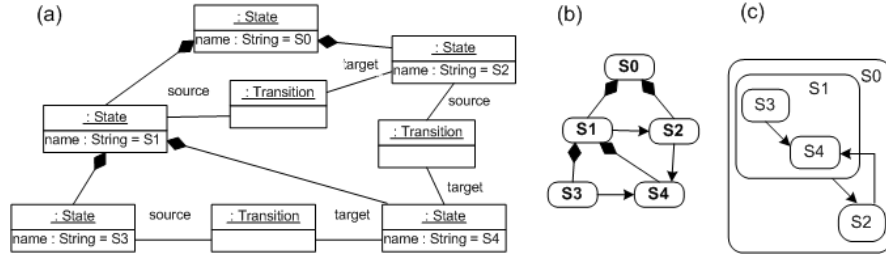 (a)
: State
name : String = S0
: State
name : String = S2
source
target
: Transition
source
: State
name : String = S1
: Transition
target
: State
name : String = S3
source
: Transition
target
: State
name : String = S4
(b)
S0
S1
S2
S3
S4
(c)
S0
S1
S3
S4
S2